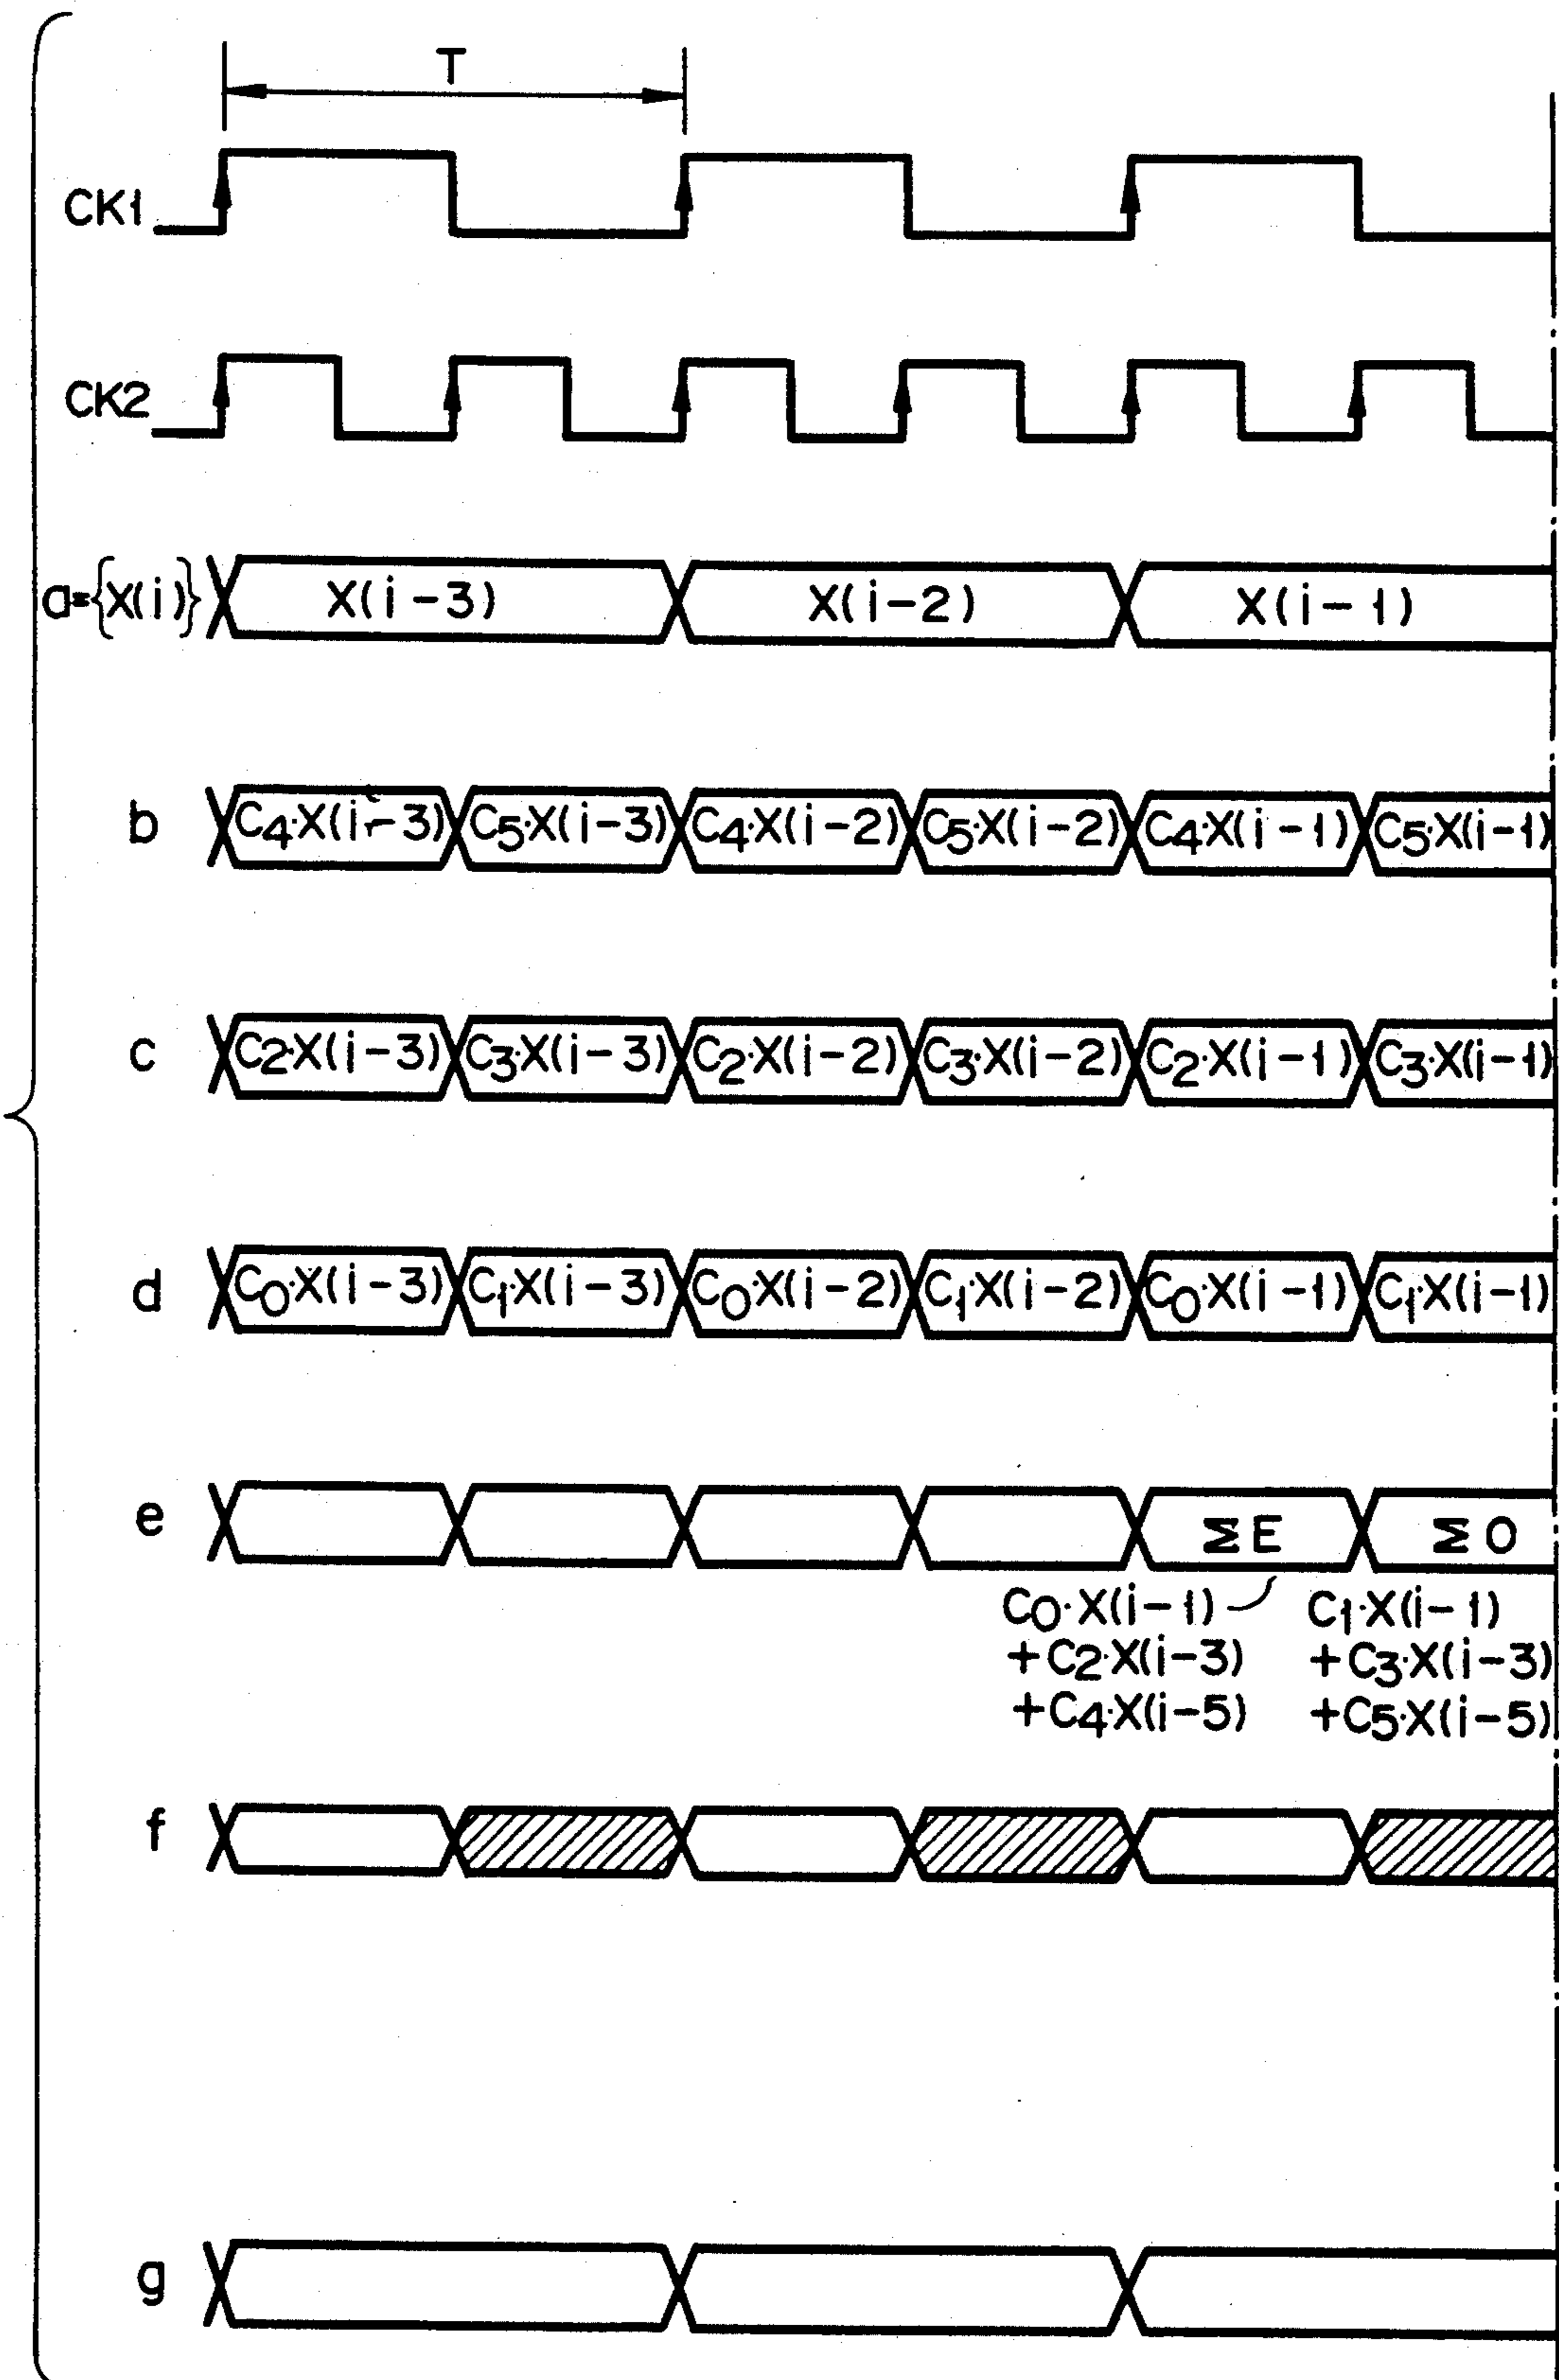 T
CK1
CK2
a={X(i)} X(i-3) X(i-2) X(i-1)
b C4·X(i-3) C5·X(i-3) C4·X(i-2) C5·X(i-2) C4·X(i-1) C5·X(i-1)
c C2·X(i-3) C3·X(i-3) C2·X(i-2) C3·X(i-2) C2·X(i-1) C3·X(i-1)
d C0·X(i-3) C1·X(i-3) C0·X(i-2) C1·X(i-2) C0·X(i-1) C1·X(i-1)
e ΣE ΣO
C0·X(i-1) C1·X(i-1)
+C2·X(i-3) +C3·X(i-3)
+C4·X(i-5) +C5·X(i-5)
f
g